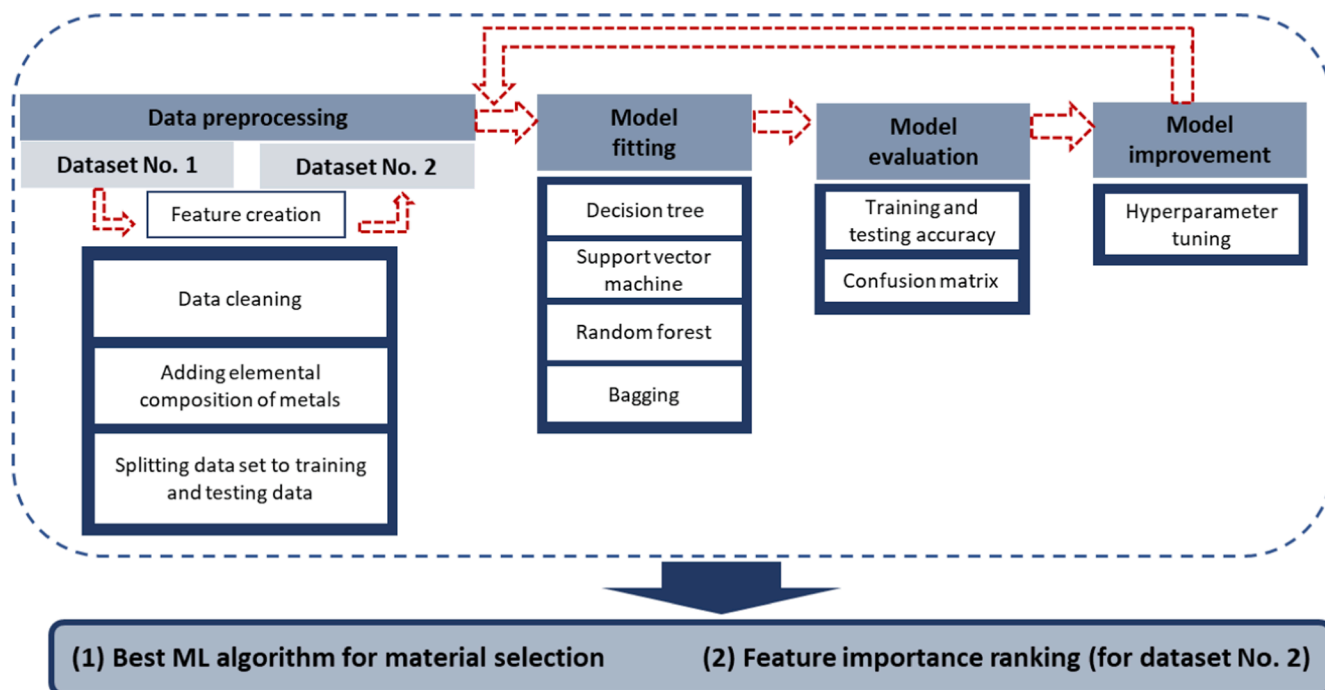 Data preprocessing
Dataset No. 1
Dataset No. 2
Feature creation
Data cleaning
Adding elemental
composition of metals
Splitting data set to training
and testing data
Model
fitting
Decision tree
Support vector
machine
Random forest
Bagging
Model
evaluation
Training and
testing accuracy
Confusion matrix
Model
improvement
Hyperparameter
tuning
(1) Best ML algorithm for material selection
(2) Feature importance ranking (for dataset No. 2)